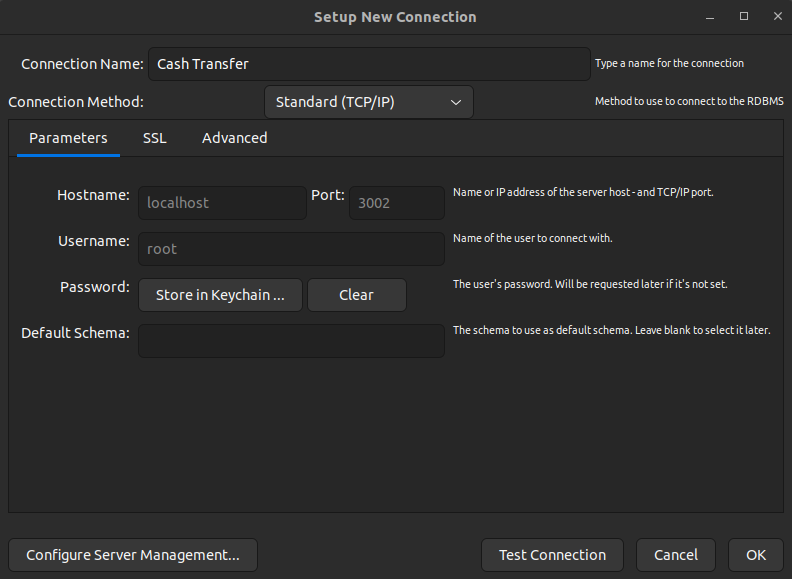 Setup New Connection
Connection Name: Cash Transfer Type a name for the connection
Connection Method: Standard (TCP/IP) Method to use to connect to the RDBMS
Parameters SSL Advanced
Hostname: localhost Port: 3002 Name or IP address of the server host - and TCP/IP port.
Username: root Name of the user to connect with.
Password: Store in Keychain ... Clear The user's password. Will be requested later if it's not set.
Default Schema: The schema to use as default schema. Leave blank to select it later.
Configure Server Management... Test Connection Cancel OK